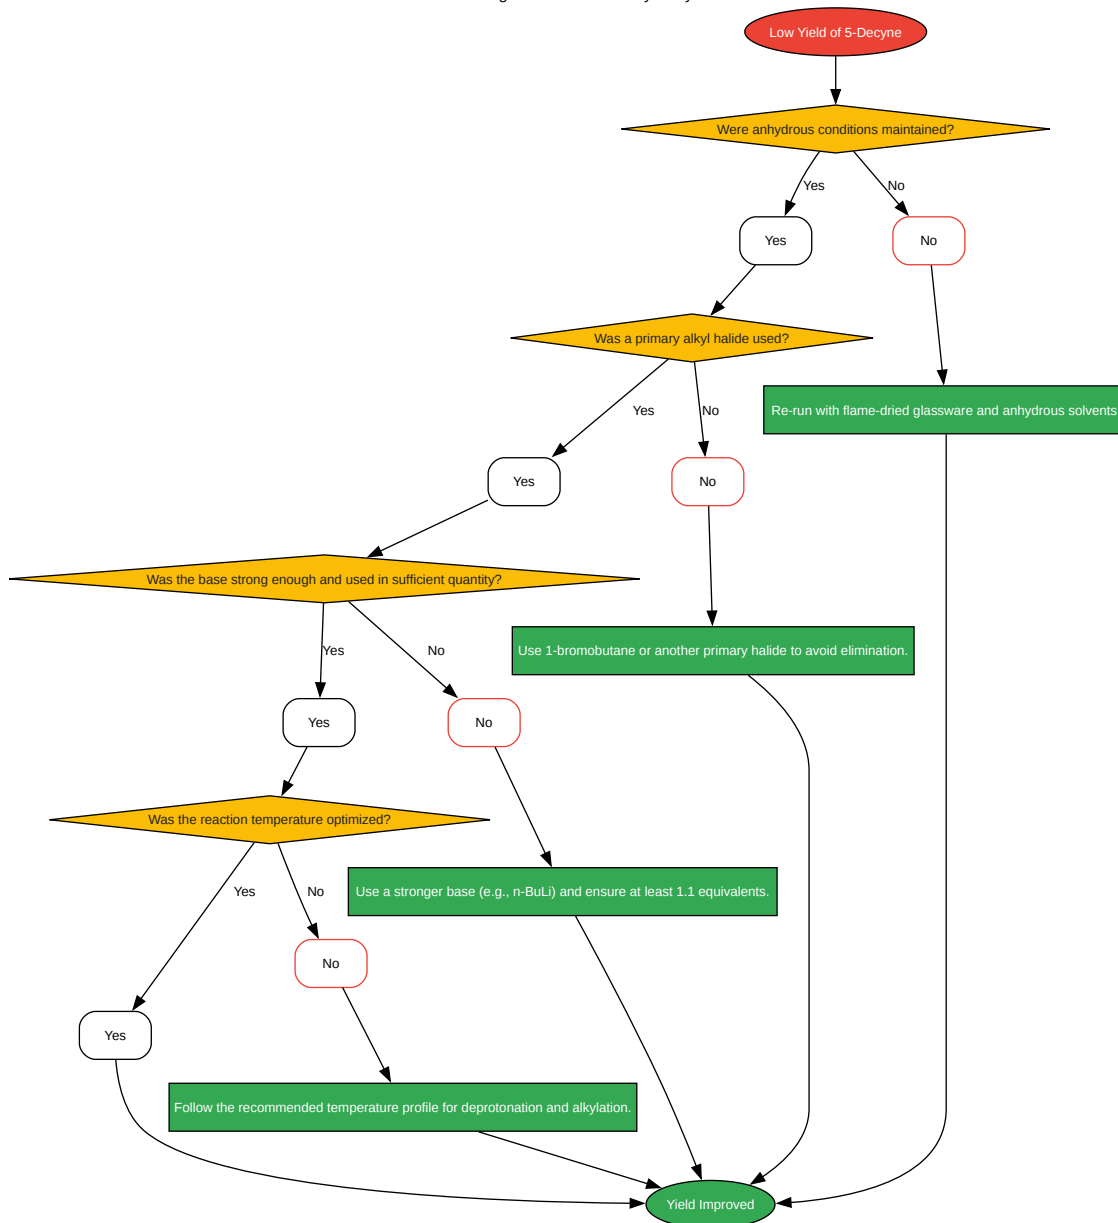 Low Yield of 5-Decyne
Were anhydrous conditions maintained?
Yes
No
Yes
No
Was a primary alkyl halide used?
Re-run with flame-dried glassware and anhydrous solvents
Yes
No
Yes
No
Was the base strong enough and used in sufficient quantity?
Use 1-bromobutane or another primary halide to avoid elimination.
Yes
No
Yes
No
Was the reaction temperature optimized?
Use a stronger base (e.g., n-BuLi) and ensure at least 1.1 equivalents.
Yes
No
No
Yes
Follow the recommended temperature profile for deprotonation and alkylation.
Yield Improved